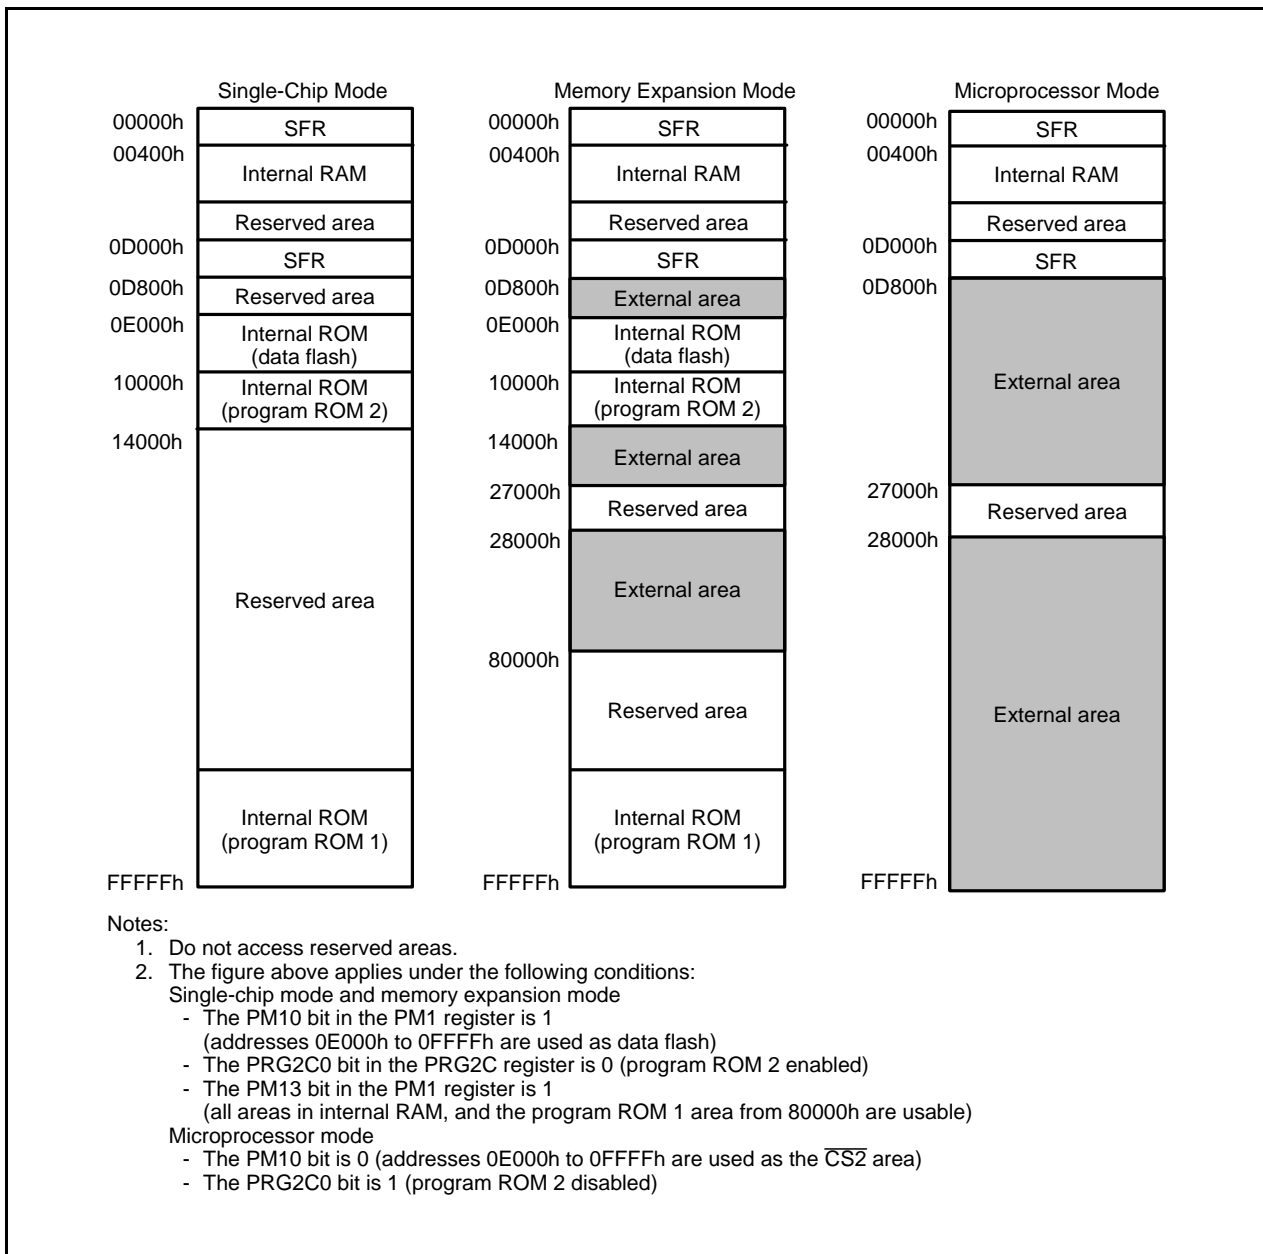 Single-Chip Mode
00000h
SFR
00400h
Internal RAM
Reserved area
0D000h
SFR
0D800h
Reserved area
0E000h
Internal ROM
(data flash)
10000h
Internal ROM
(program ROM 2)
14000h
Reserved area
Internal ROM
(program ROM 1)
FFFFFh
Memory Expansion Mode
00000h
SFR
00400h
Internal RAM
Reserved area
0D000h
SFR
0D800h
External area
0E000h
Internal ROM
(data flash)
10000h
Internal ROM
(program ROM 2)
14000h
External area
27000h
Reserved area
28000h
External area
80000h
Reserved area
Internal ROM
(program ROM 1)
FFFFFh
Microprocessor Mode
00000h
SFR
00400h
Internal RAM
Reserved area
0D000h
SFR
0D800h
External area
27000h
Reserved area
28000h
External area
FFFFFh
Notes:
1. Do not access reserved areas.
2. The figure above applies under the following conditions:
Single-chip mode and memory expansion mode
- The PM10 bit in the PM1 register is 1
(addresses 0E000h to 0FFFFh are used as data flash)
- The PRG2C0 bit in the PRG2C register is 0 (program ROM 2 enabled)
- The PM13 bit in the PM1 register is 1
(all areas in internal RAM, and the program ROM 1 area from 80000h are usable)
Microprocessor mode
- The PM10 bit is 0 (addresses 0E000h to 0FFFFh are used as the C̅S̅2̅ area)
- The PRG2C0 bit is 1 (program ROM 2 disabled)